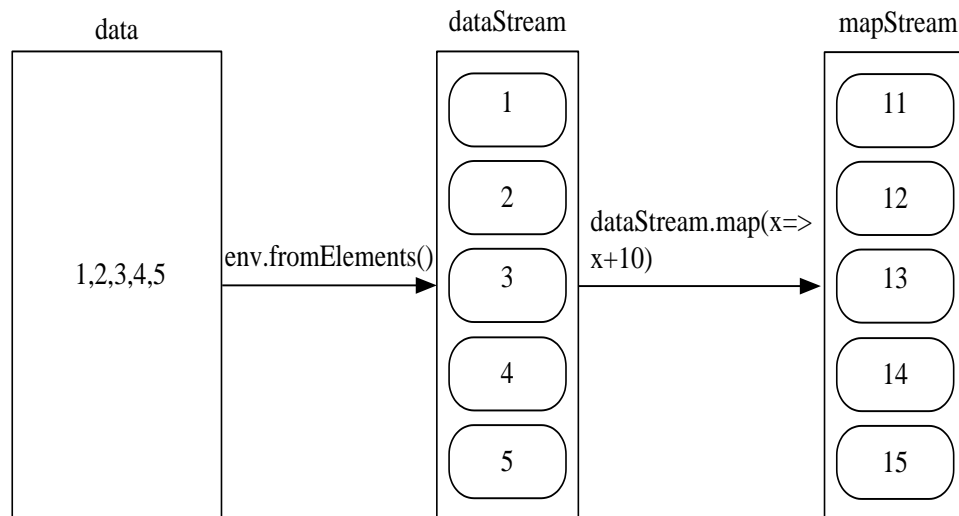 data
1,2,3,4,5
env.fromElements()
dataStream
1
2
3
4
5
dataStream.map(x=>
x+10)
mapStream
11
12
13
14
15